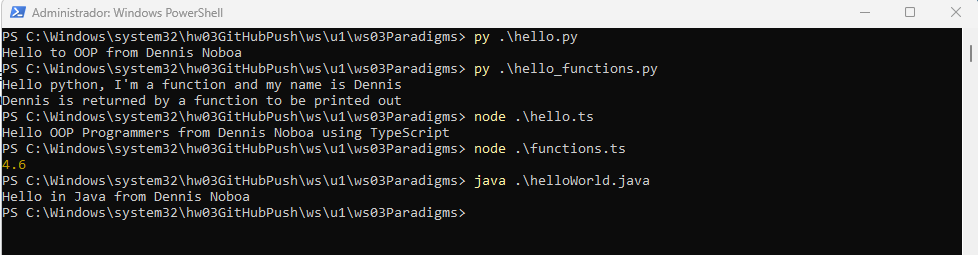 Administrador: Windows PowerShell
PS C:\Windows\system32\hw03GitHubPush\ws\u1\ws03Paradigms> py .\hello.py
Hello to OOP from Dennis Noboa
PS C:\Windows\system32\hw03GitHubPush\ws\u1\ws03Paradigms> py .\hello_functions.py
Hello python, I'm a function and my name is Dennis
Dennis is returned by a function to be printed out
PS C:\Windows\system32\hw03GitHubPush\ws\u1\ws03Paradigms> node .\hello.ts
Hello OOP Programmers from Dennis Noboa using TypeScript
PS C:\Windows\system32\hw03GitHubPush\ws\u1\ws03Paradigms> node .\functions.ts
4.6
PS C:\Windows\system32\hw03GitHubPush\ws\u1\ws03Paradigms> java .\helloWorld.java
Hello in Java from Dennis Noboa
PS C:\Windows\system32\hw03GitHubPush\ws\u1\ws03Paradigms>